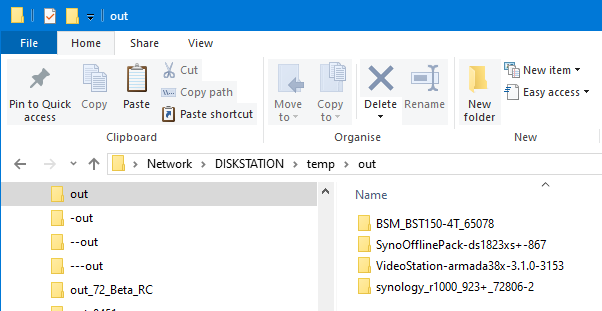 out
File Home Share View
Pin to Quick access
Copy
Paste
Cut
Copy path
Paste shortcut
Clipboard
Move to
Copy to
Delete
Rename
Organise
New folder
New item
Easy access
New
Network DISKSTATION temp out
out
-out
--out
---out
out_72_Beta_RC
Name
BSM_BST150-4T_65078
SynoOfflinePack-ds1823xs+-867
VideoStation-armada38x-3.1.0-3153
synology_r1000_923+_72806-2